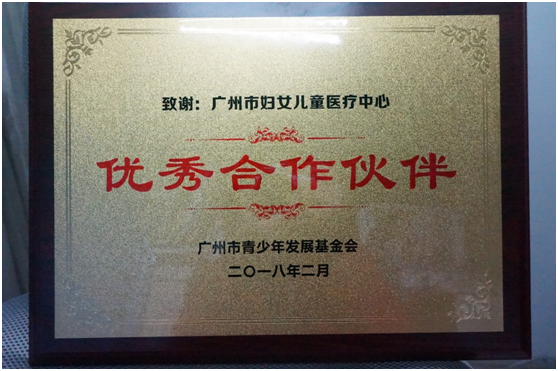 致谢：广州市妇女儿童医疗中心
优秀合作伙伴
广州市青少年发展基金会
二〇一八年二月